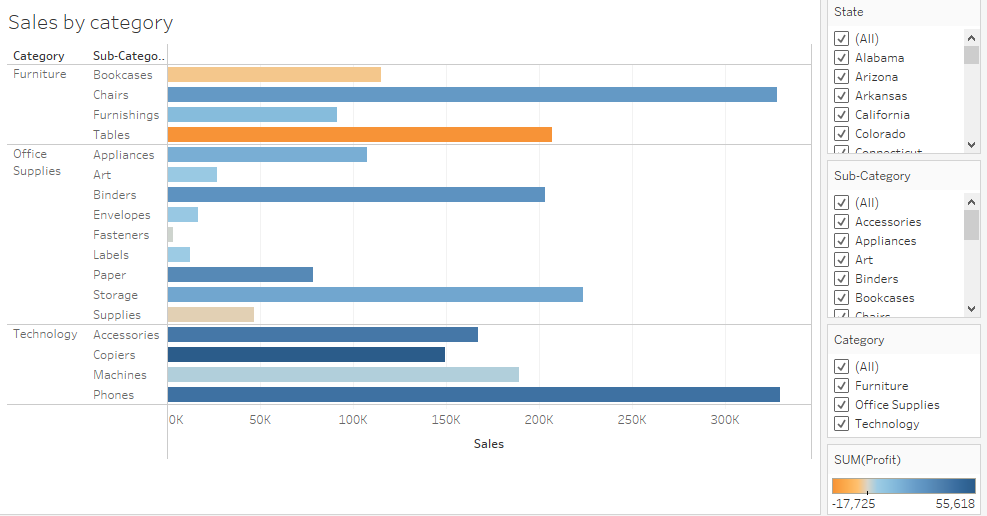 Sales by category
Category Sub-Catego..
Furniture Bookcases
Chairs
Furnishings
Tables
Office Supplies Appliances
Art
Binders
Envelopes
Fasteners
Labels
Paper
Storage
Supplies
Technology Accessories
Copiers
Machines
Phones
0K 50K 100K 150K 200K 250K 300K
Sales
State
(All)
Alabama
Arizona
Arkansas
California
Colorado
Connecticut
Sub-Category
(All)
Accessories
Appliances
Art
Binders
Bookcases
Chairs
Category
(All)
Furniture
Office Supplies
Technology
SUM(Profit)
-17,725 55,618